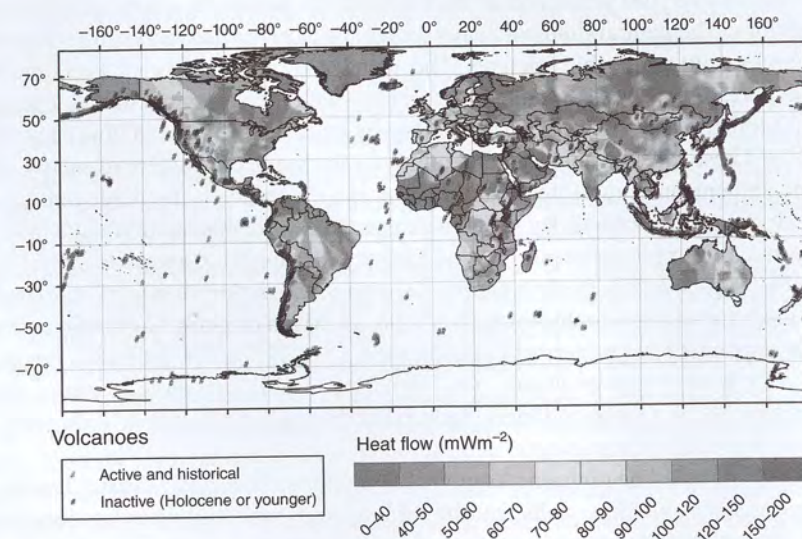 −160° −140° −120° −100° −80° −60° −40° −20° 0° 20° 40° 60° 80° 100° 120° 140° 160°
70°
50°
30°
10°
−10°
−30°
−50°
−70°
Volcanoes
Active and historical
Inactive (Holocene or younger)
Heat flow (mWm−2)
0–40 40–50 50–60 60–70 70–80 80–90 90–100 100–120 120–150 150–200